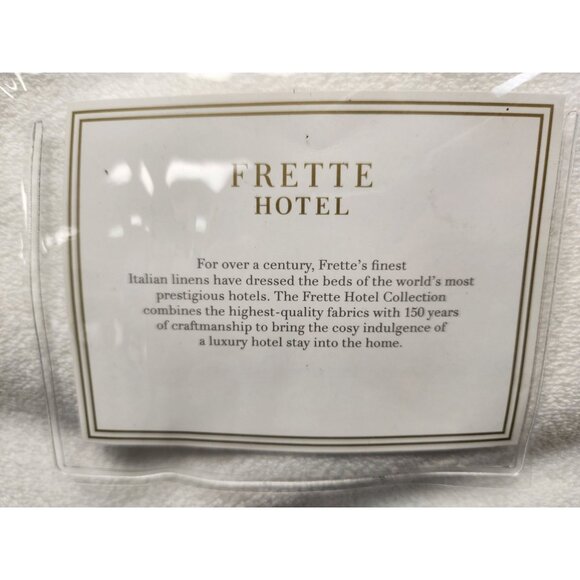 FRETTE
HOTEL
For over a century, Frette's finest
Italian linens have dressed the beds of the world's most
prestigious hotels. The Frette Hotel Collection
combines the highest-quality fabrics with 150 years
of craftmanship to bring the cosy indulgence of
a luxury hotel stay into the home.